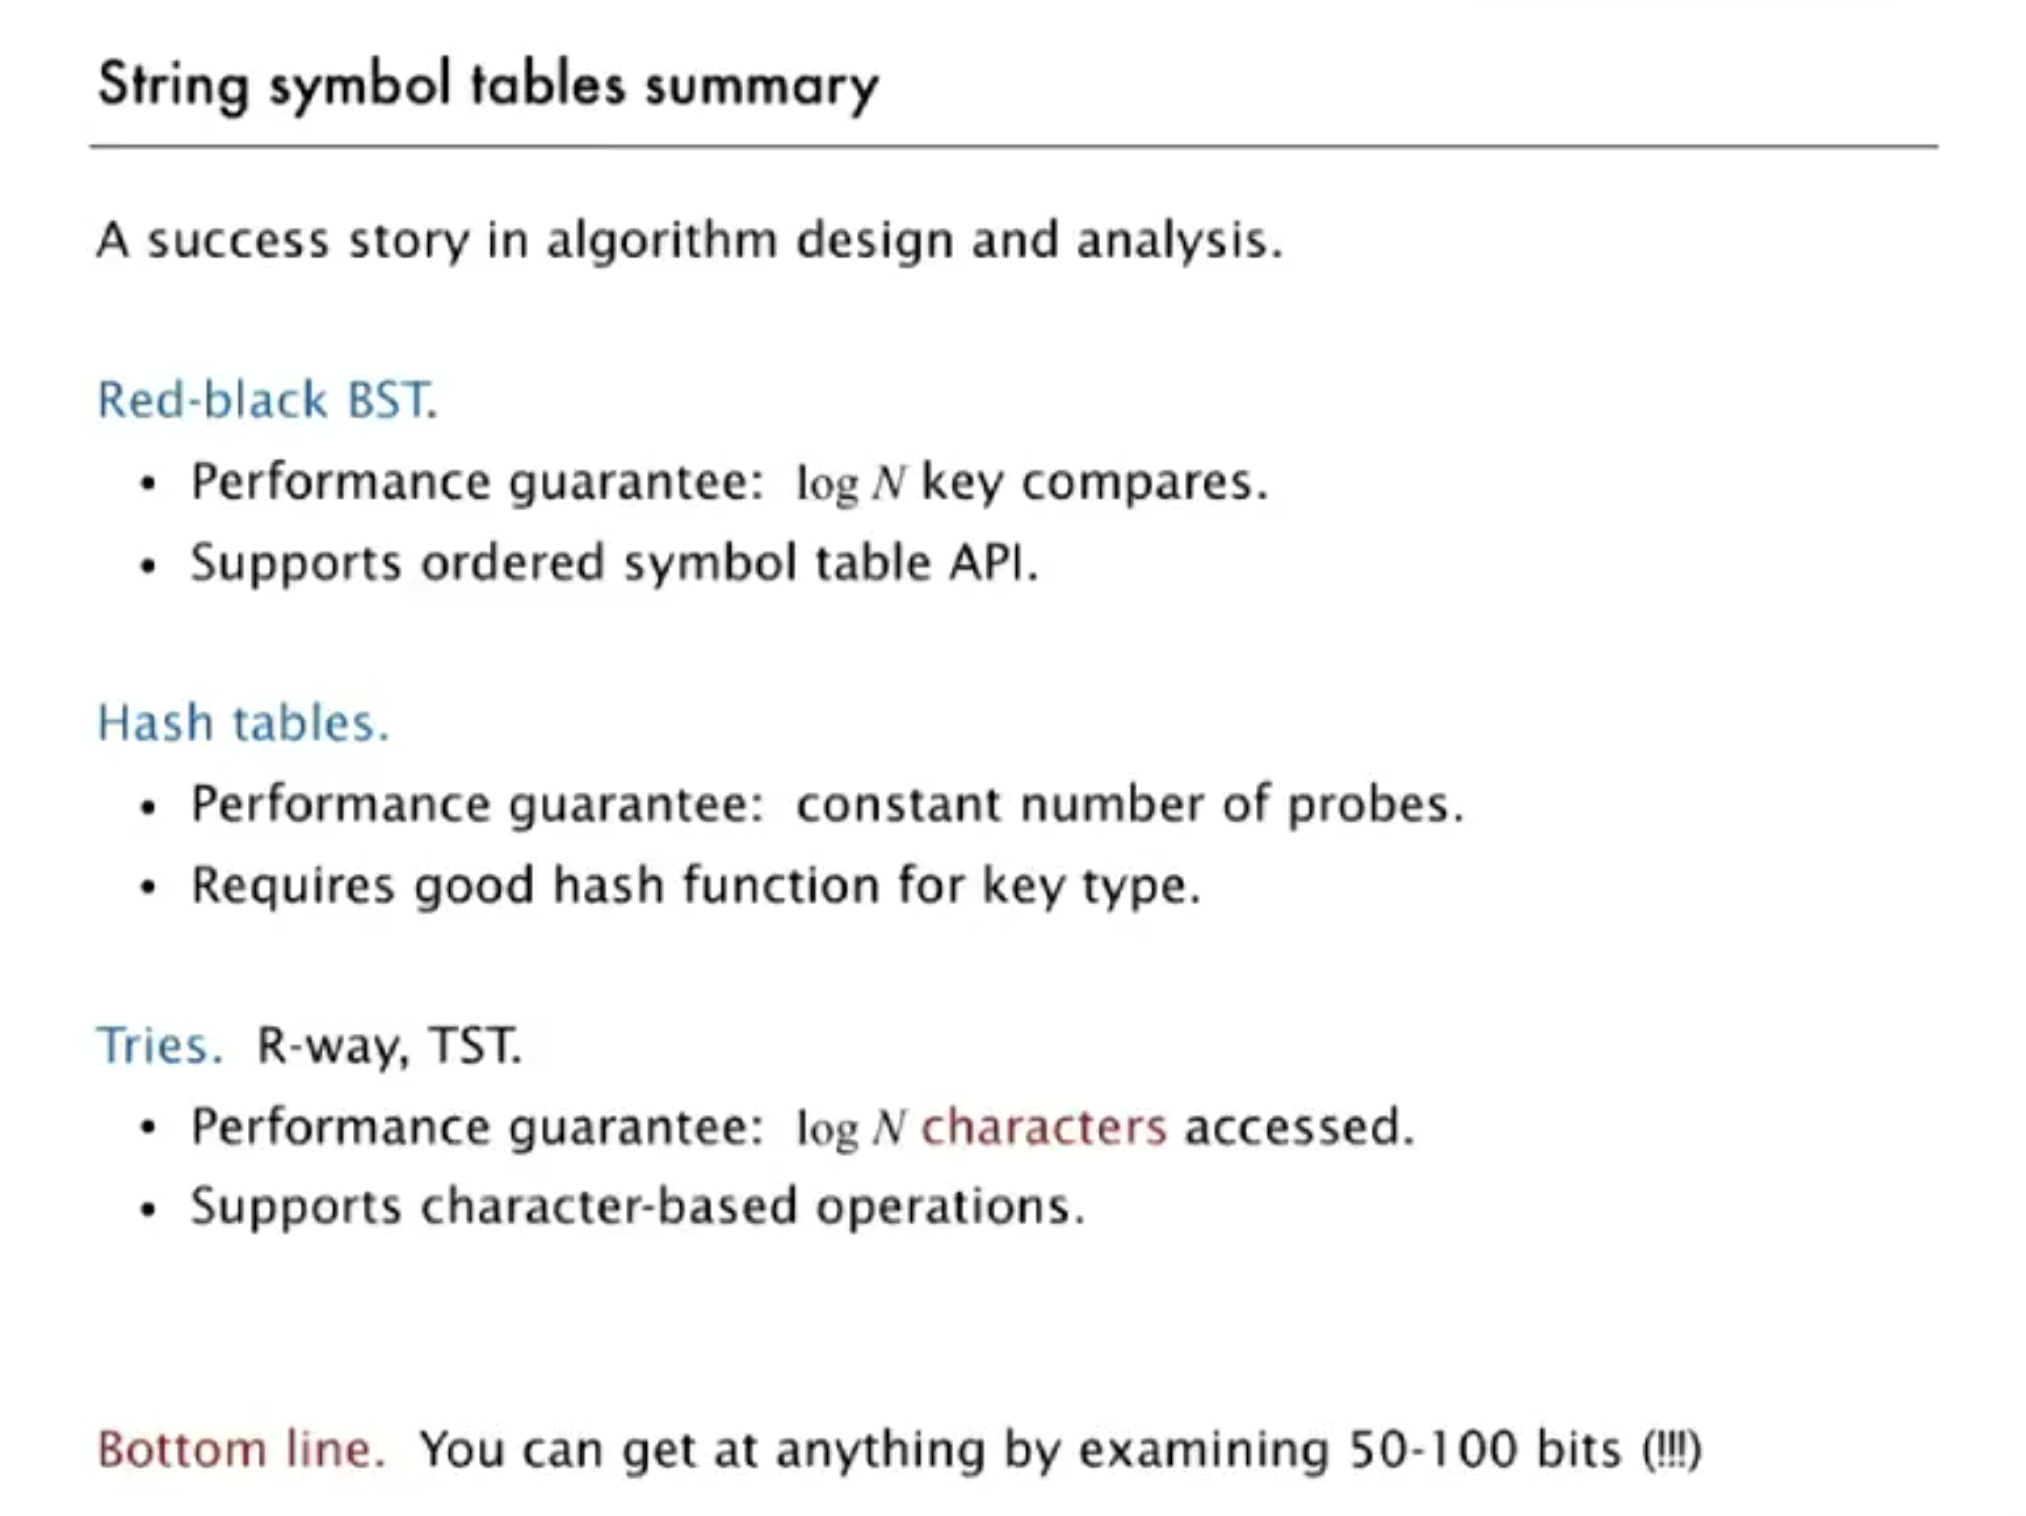 String symbol tables summary
A success story in algorithm design and analysis.
Red-black BST.
• Performance guarantee: log N key compares.
• Supports ordered symbol table API.
Hash tables.
• Performance guarantee: constant number of probes.
• Requires good hash function for key type.
Tries. R-way, TST.
• Performance guarantee: log N characters accessed.
• Supports character-based operations.
Bottom line. You can get at anything by examining 50-100 bits (!!!)